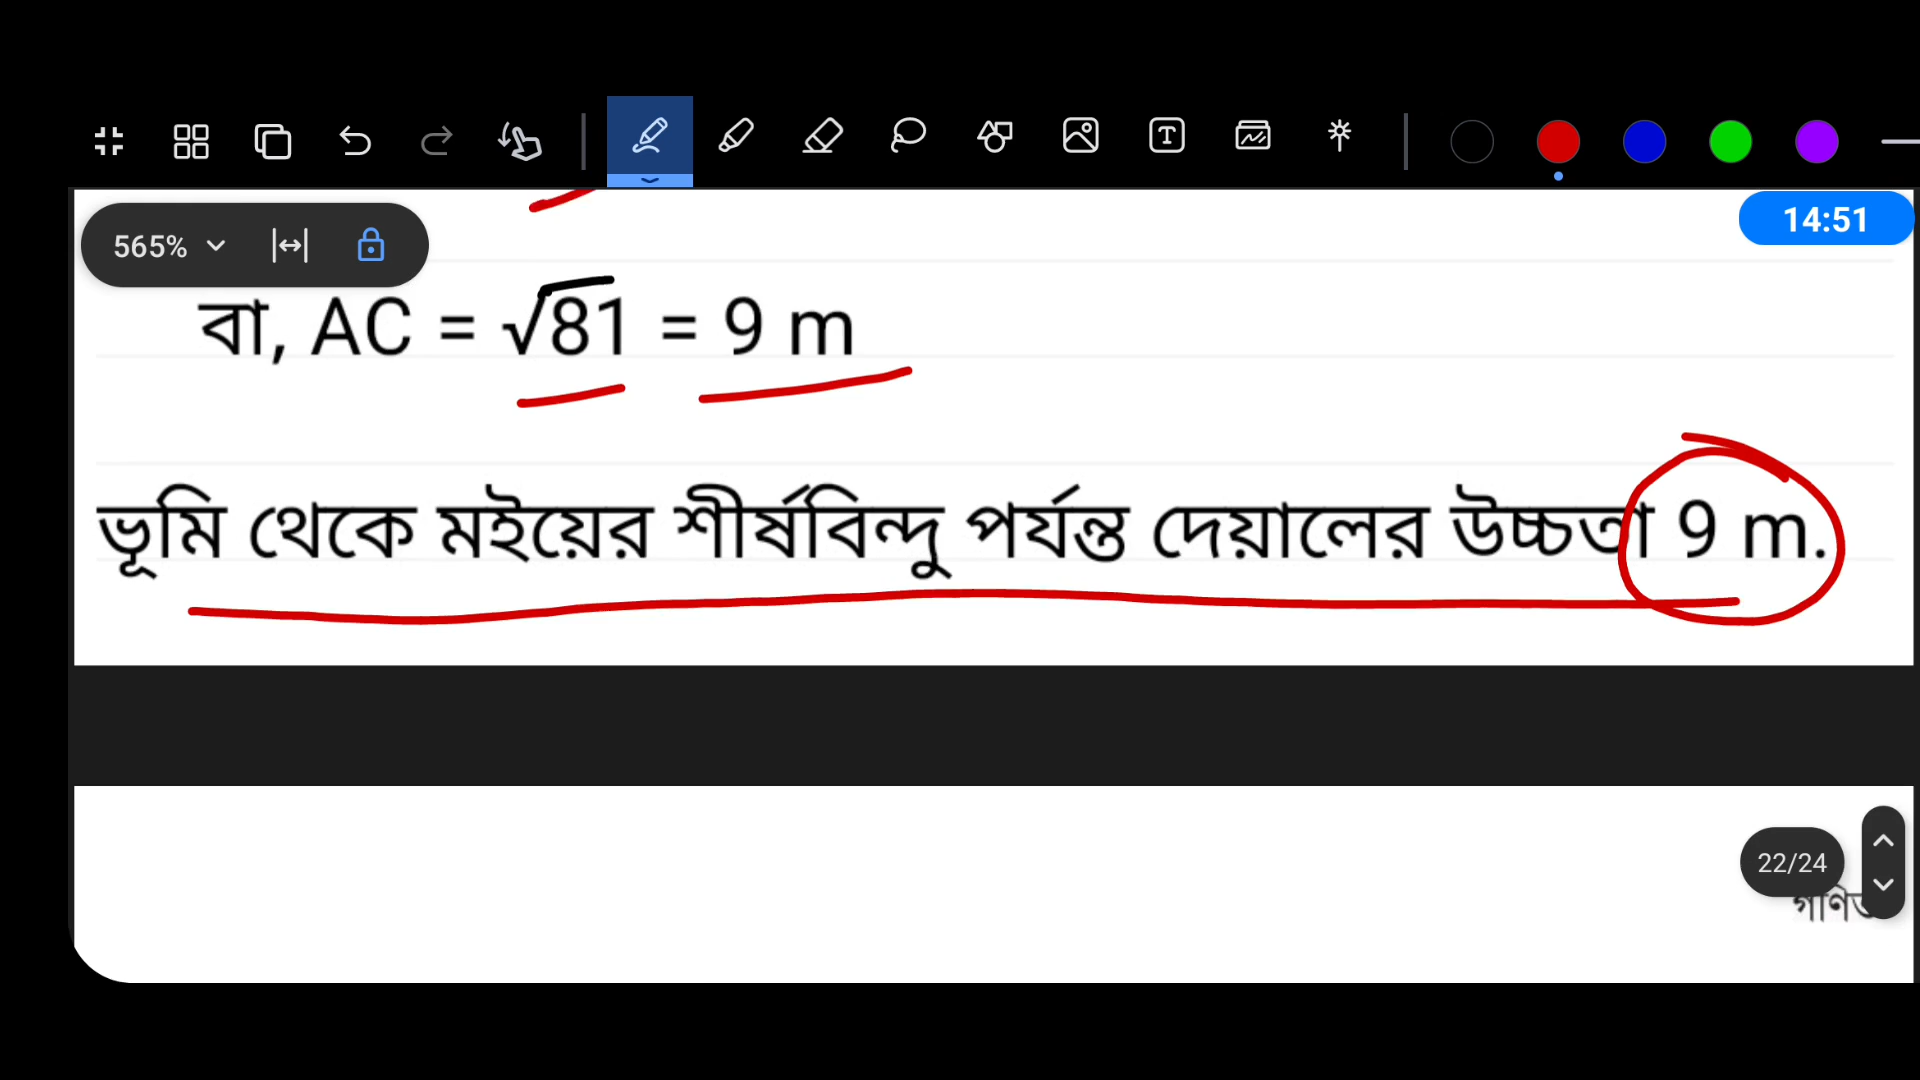 565%
14:51
বা, AC = √81 = 9 m
ভূমি থেকে মইয়ের শীর্ষবিন্দু পর্যন্ত দেয়ালের উচ্চতা 9 m.
22/24